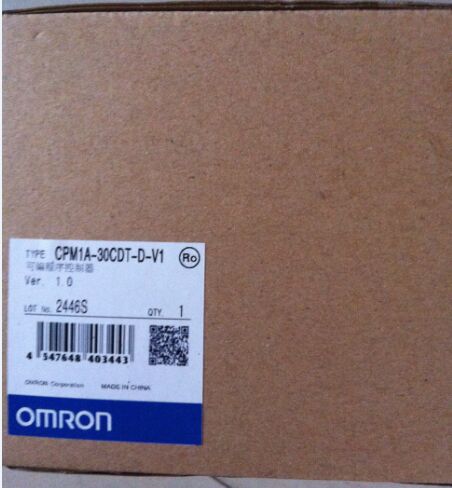 TYPE CPM1A-30CDT-D-V1 Ro
可编程序控制器
Ver. 1.0
LOT No. 2446S QTY. 1
4 547648 403443
OMRON Corporation MADE IN CHINA
OMRON